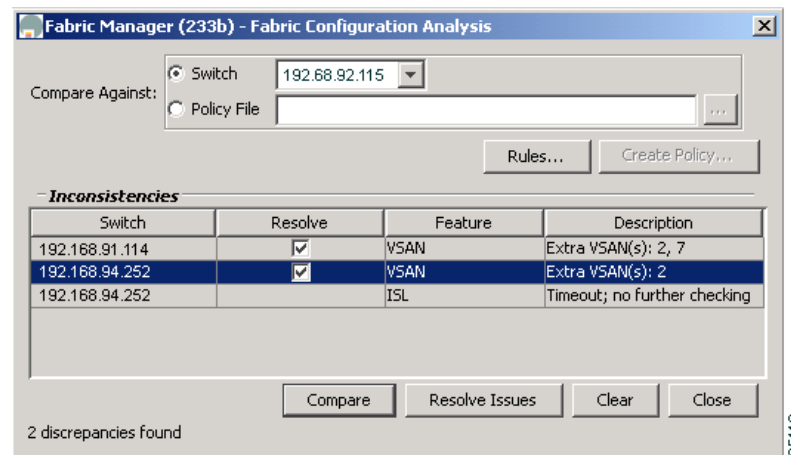 Fabric Manager (233b) - Fabric Configuration Analysis
Compare Against:
Switch
192.68.92.115
Policy File
...
Rules...
Create Policy...
Inconsistencies
Switch Resolve Feature Description
192.168.91.114 VSAN Extra VSAN(s): 2, 7
192.168.94.252 VSAN Extra VSAN(s): 2
192.168.94.252 ISL Timeout; no further checking
Compare Resolve Issues Clear Close
2 discrepancies found